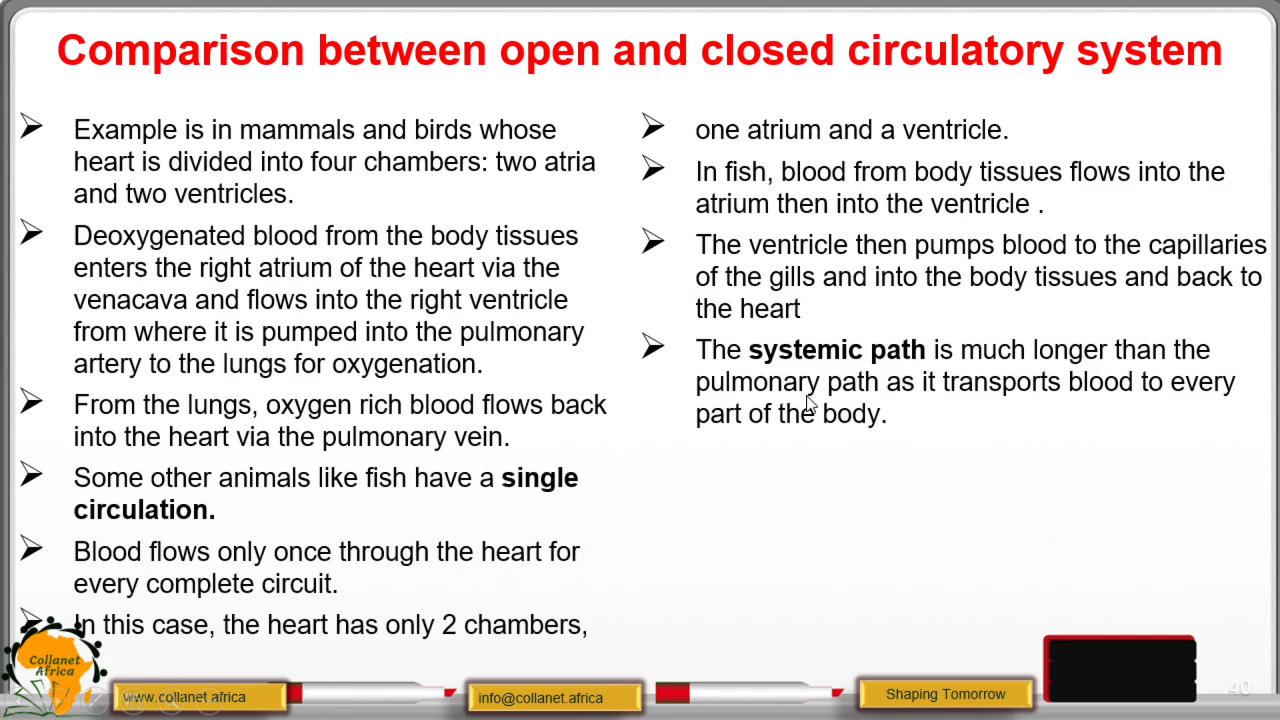 Comparison between open and closed circulatory system
Example is in mammals and birds whose
heart is divided into four chambers: two atria
and two ventricles.
Deoxygenated blood from the body tissues
enters the right atrium of the heart via the
venacava and flows into the right ventricle
from where it is pumped into the pulmonary
artery to the lungs for oxygenation.
From the lungs, oxygen rich blood flows back
into the heart via the pulmonary vein.
Some other animals like fish have a single
circulation.
Blood flows only once through the heart for
every complete circuit.
In this case, the heart has only 2 chambers,
one atrium and a ventricle.
In fish, blood from body tissues flows into the
atrium then into the ventricle .
The ventricle then pumps blood to the capillaries
of the gills and into the body tissues and back to
the heart
The systemic path is much longer than the
pulmonary path as it transports blood to every
part of the body.
Collanet
Africa
www.collanet.africa
info@collanet.africa
Shaping Tomorrow
40